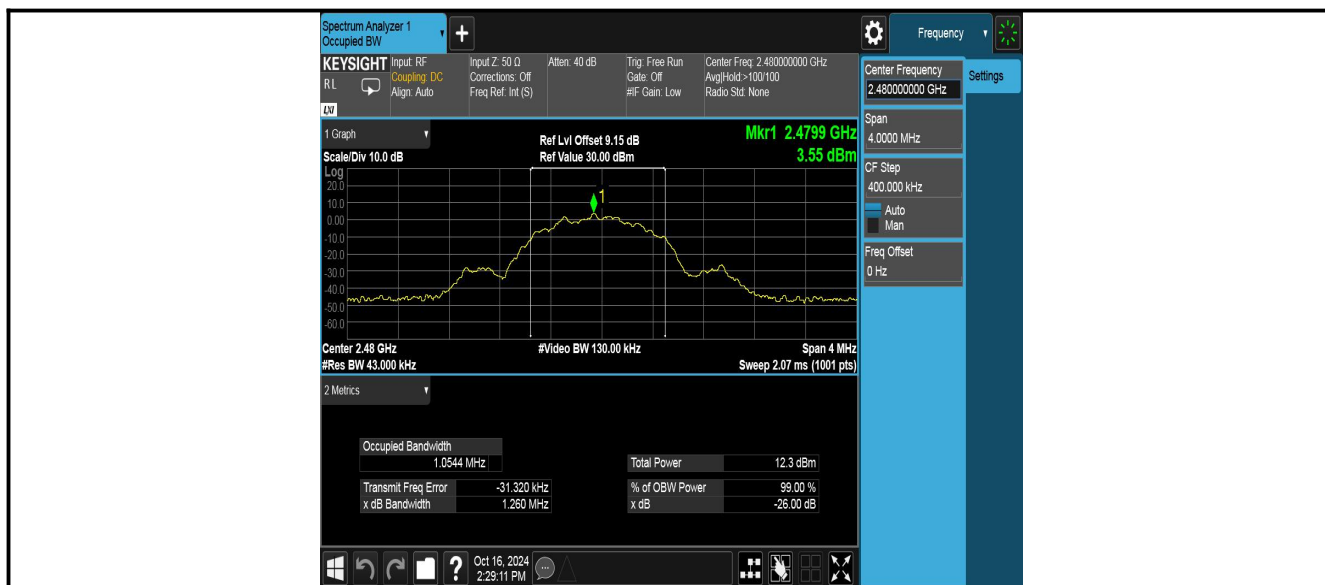 Spectrum Analyzer 1
Occupied BW
+
Frequency
KEYSIGHT
RL
LXI
Input: RF
Coupling: DC
Align: Auto
Input Z: 50 Ω
Corrections: Off
Freq Ref: Int (S)
Atten: 40 dB
Trig: Free Run
Gate: Off
#IF Gain: Low
Center Freq: 2.480000000 GHz
Avg|Hold:>100/100
Radio Std: None
Center Frequency
2.480000000 GHz
Settings
Span
4.0000 MHz
CF Step
400.000 kHz
Auto
Man
Freq Offset
0 Hz
1 Graph
Scale/Div 10.0 dB
Ref Lvl Offset 9.15 dB
Ref Value 30.00 dBm
Mkr1 2.4799 GHz
3.55 dBm
Log
20.0
10.0
0.00
-10.0
-20.0
-30.0
-40.0
-50.0
-60.0
1
Center 2.48 GHz
#Video BW 130.00 kHz
Span 4 MHz
#Res BW 43.000 kHz
Sweep 2.07 ms (1001 pts)
2 Metrics
Occupied Bandwidth
1.0544 MHz
Total Power 12.3 dBm
Transmit Freq Error -31.320 kHz
% of OBW Power 99.00 %
x dB Bandwidth 1.260 MHz
x dB -26.00 dB
?
Oct 16, 2024
2:29:11 PM